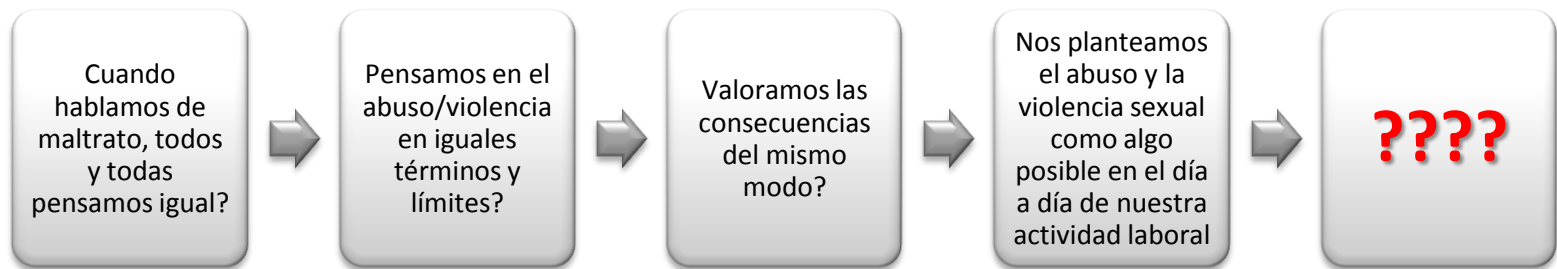 Cuando
hablamos de
maltrato, todos
y todas
pensamos igual?
Pensamos en el
abuso/violencia
en iguales
términos y
límites?
Valoramos las
consecuencias
del mismo
modo?
Nos planteamos
el abuso y la
violencia sexual
como algo
posible en el día
a día de nuestra
actividad laboral
????